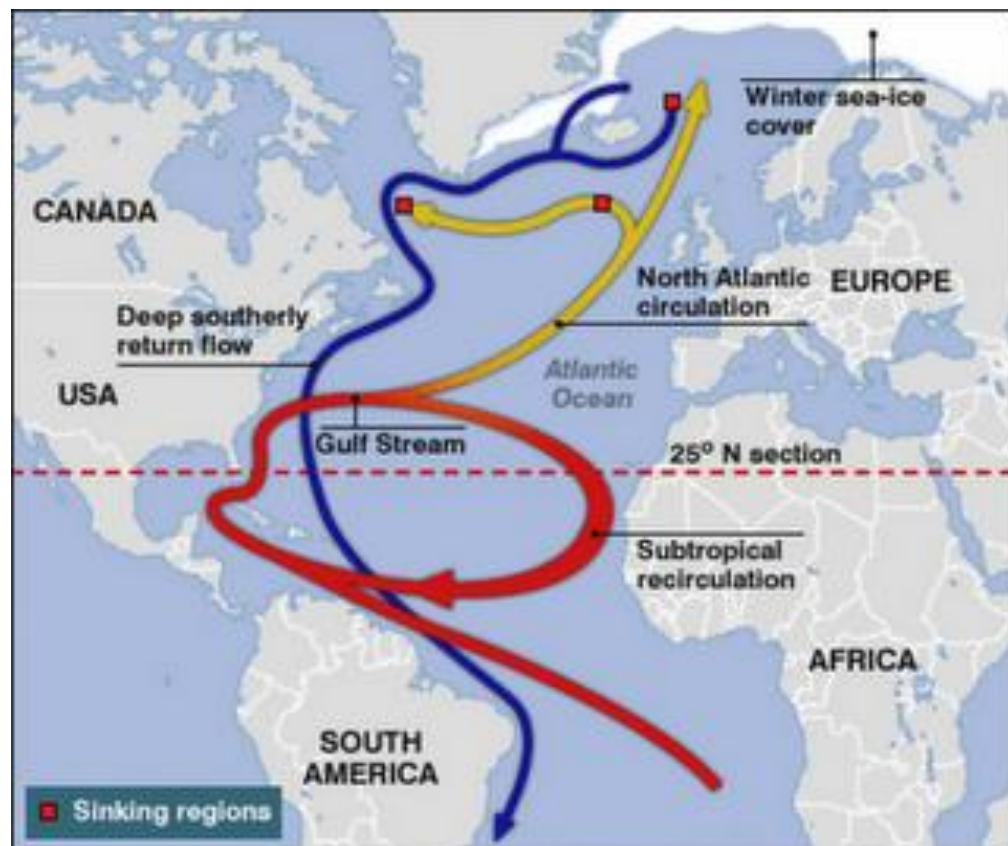 Winter sea-ice
cover
CANADA
North Atlantic
circulation
EUROPE
Deep southerly
return flow
Atlantic
Ocean
USA
Gulf Stream
25º N section
Subtropical
recirculation
AFRICA
SOUTH
AMERICA
Sinking regions